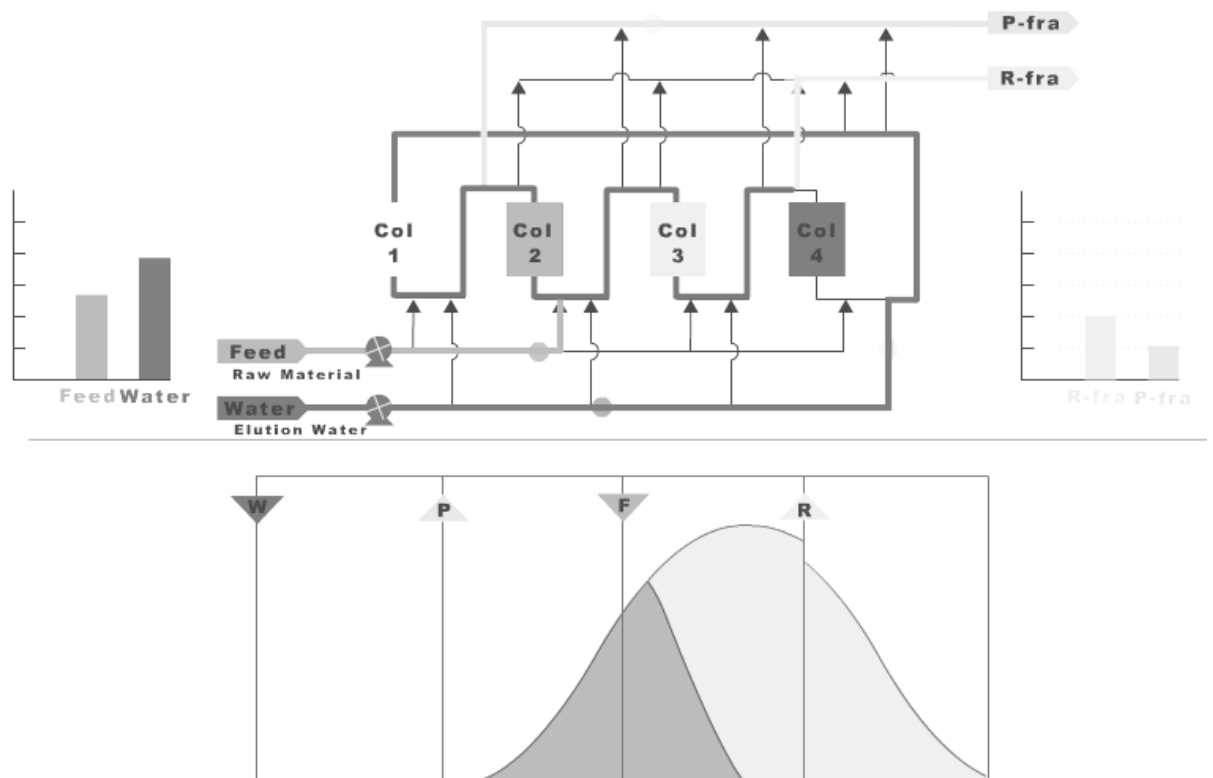 P-fra
R-fra
Col
1
Col
2
Col
3
Col
4
Feed
Raw Material
Water
Elution Water
Feed Water
R-fra P-fra
W
P
F
R